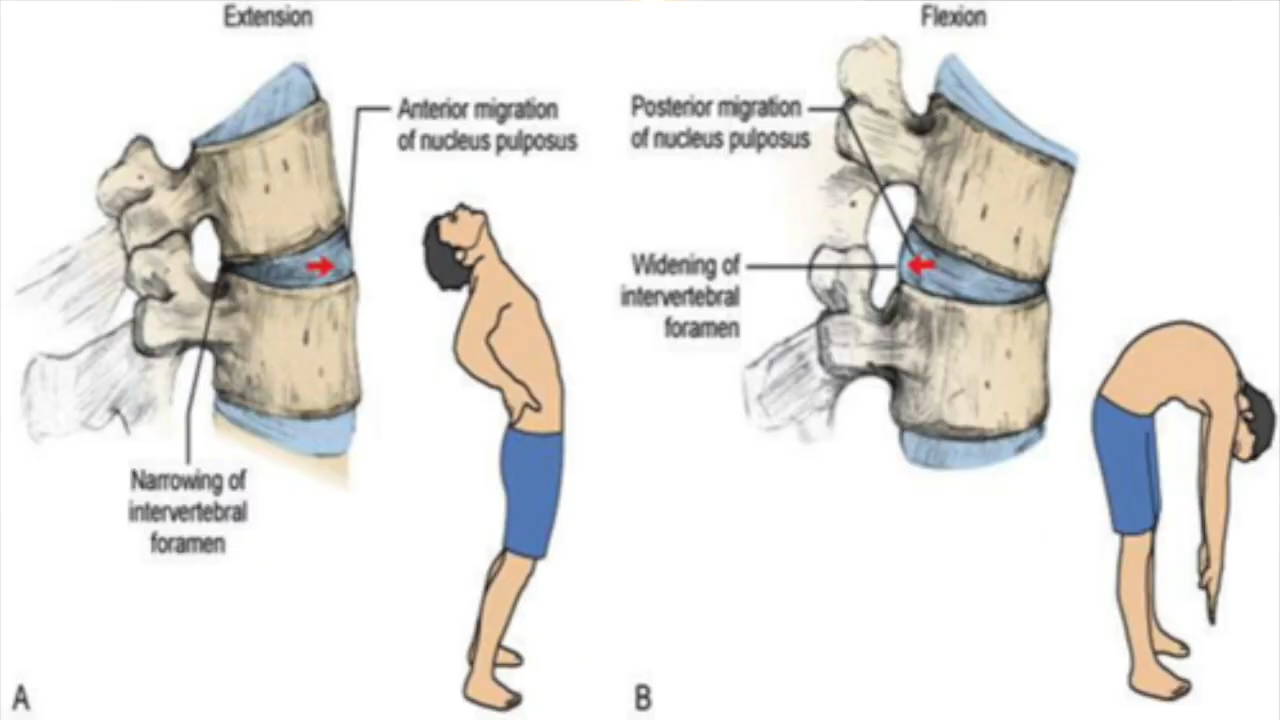 Extension
Anterior migration
of nucleus pulposus
Narrowing of
intervertebral
foramen
A
Flexion
Posterior migration
of nucleus pulposus
Widening of
intervertebral
foramen
B